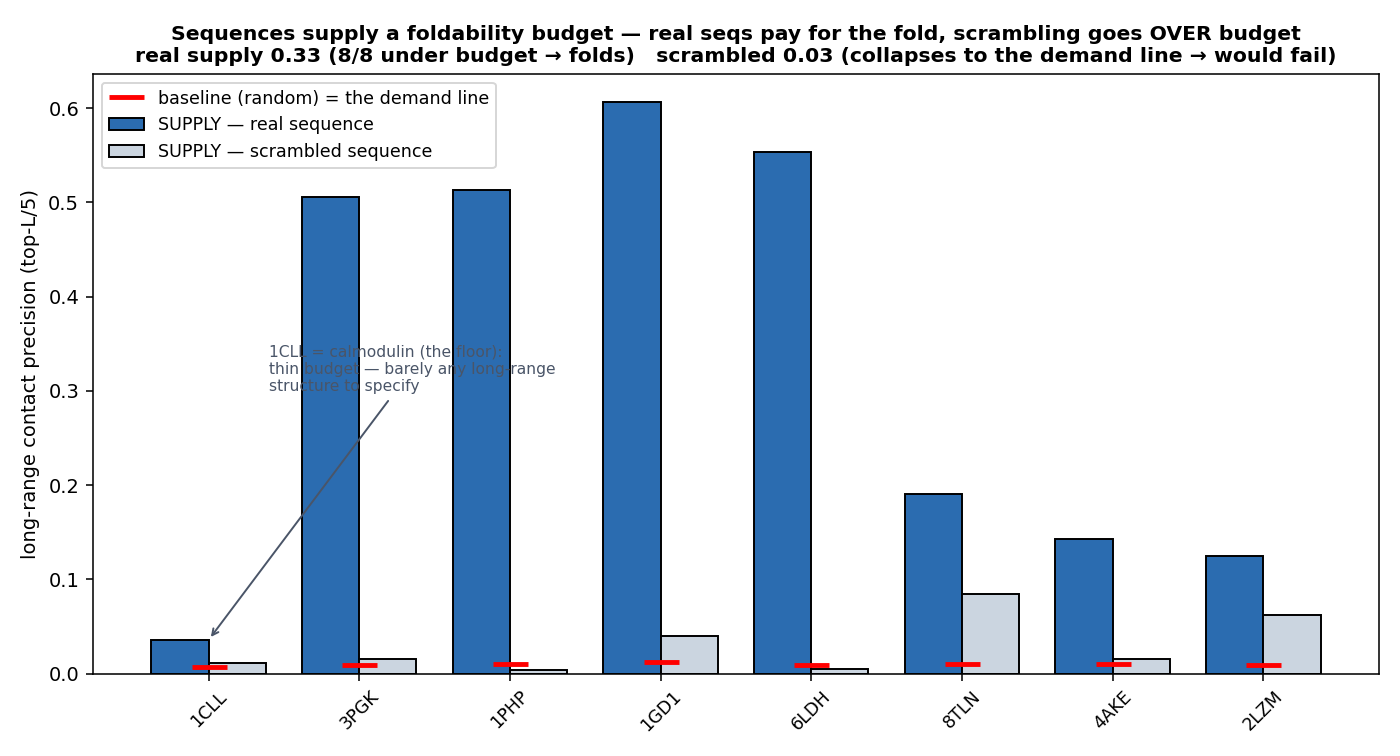 Sequences supply a foldability budget — real seqs pay for the fold, scrambling goes OVER budget
real supply 0.33 (8/8 under budget → folds)   scrambled 0.03 (collapses to the demand line → would fail)
baseline (random) = the demand line
SUPPLY — real sequence
SUPPLY — scrambled sequence
long-range contact precision (top-L/5)
0.6
0.5
0.4
0.3
0.2
0.1
0.0
1CLL = calmodulin (the floor):
thin budget — barely any long-range
structure to specify
1CLL
3PGK
1PHP
1GD1
6LDH
8TLN
4AKE
2LZM